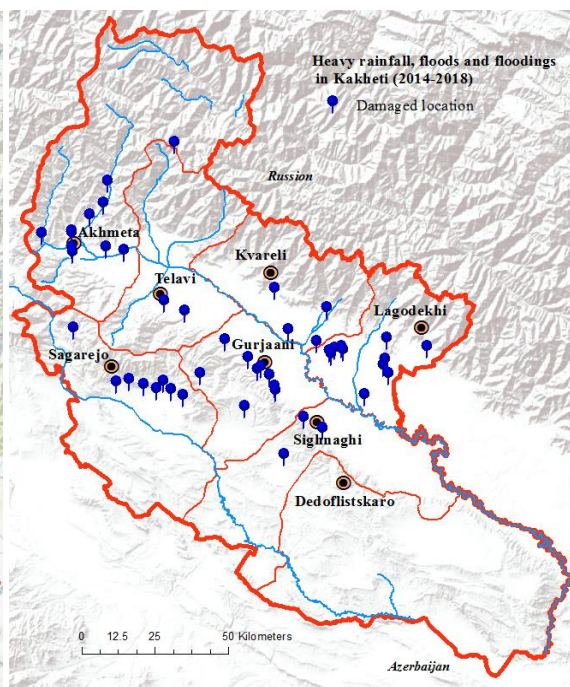 Heavy rainfall, floods and floodings
in Kakheti (2014-2018)
Damaged location
Russion
Akhmeta
Kvareli
Telavi
Lagodekhi
Gurjaani
Sagarejo
Sighnaghi
Dedoflistskaro
0 12.5 25 50 Kilometers
Azerbaijan